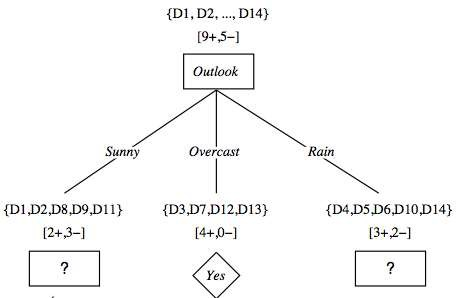 {D1, D2, ..., D14}
[9+,5−]
Outlook
Sunny
Overcast
Rain
{D1,D2,D8,D9,D11}
{D3,D7,D12,D13}
{D4,D5,D6,D10,D14}
[2+,3−]
[4+,0−]
[3+,2−]
?
Yes
?